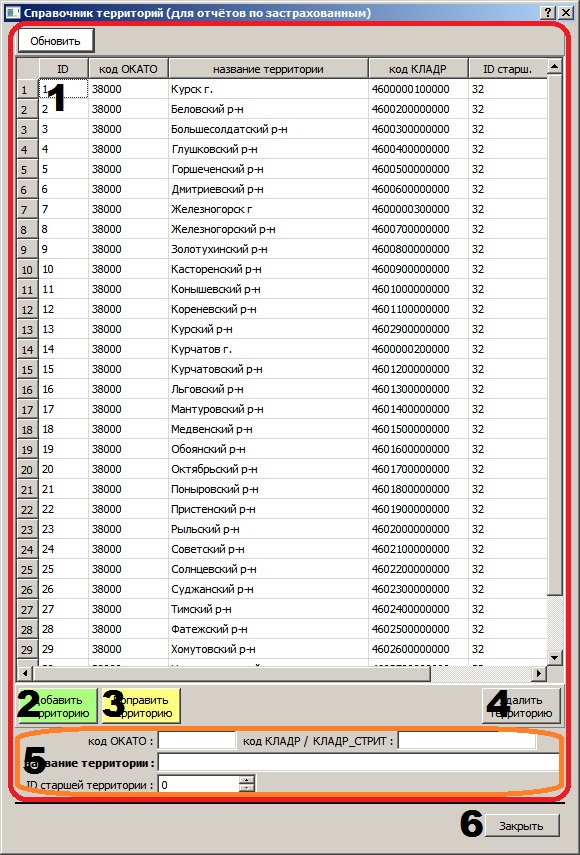 Справочник территорий (для отчётов по застрахованным)
Обновить
ID код ОКАТО название территории код КЛАДР ID старш.
1 1 38000 Курск г. 4600000100000 32
1
2 2 38000 Беловский р-н 4600200000000 32
3 3 38000 Большесолдатский р-н 4600300000000 32
4 4 38000 Глушковский р-н 4600400000000 32
5 5 38000 Горшеченский р-н 4600500000000 32
6 6 38000 Дмитриевский р-н 4600600000000 32
7 7 38000 Железногорск г 4600000300000 32
8 8 38000 Железногорский р-н 4600700000000 32
9 9 38000 Золотухинский р-н 4600800000000 32
10 10 38000 Касторенский р-н 4600900000000 32
11 11 38000 Конышевский р-н 4601000000000 32
12 12 38000 Кореневский р-н 4601100000000 32
13 13 38000 Курский р-н 4602900000000 32
14 14 38000 Курчатов г. 4600000200000 32
15 15 38000 Курчатовский р-н 4601200000000 32
16 16 38000 Льговский р-н 4601300000000 32
17 17 38000 Мантуровский р-н 4601400000000 32
18 18 38000 Медвенский р-н 4601500000000 32
19 19 38000 Обоянский р-н 4601600000000 32
20 20 38000 Октябрьский р-н 4601700000000 32
21 21 38000 Поныровский р-н 4601800000000 32
22 22 38000 Пристенский р-н 4601900000000 32
23 23 38000 Рыльский р-н 4602000000000 32
24 24 38000 Советский р-н 4602100000000 32
25 25 38000 Солнцевский р-н 4602200000000 32
26 26 38000 Суджанский р-н 4602300000000 32
27 27 38000 Тимский р-н 4602400000000 32
28 28 38000 Фатежский р-н 4602500000000 32
29 29 38000 Хомутовский р-н 4602600000000 32
2 Добавить территорию
3 Поправить территорию
4 Удалить территорию
код ОКАТО : код КЛАДР / КЛАДР_СТРИТ :
5
название территории :
ID старшей территории : 0
6 Закрыть